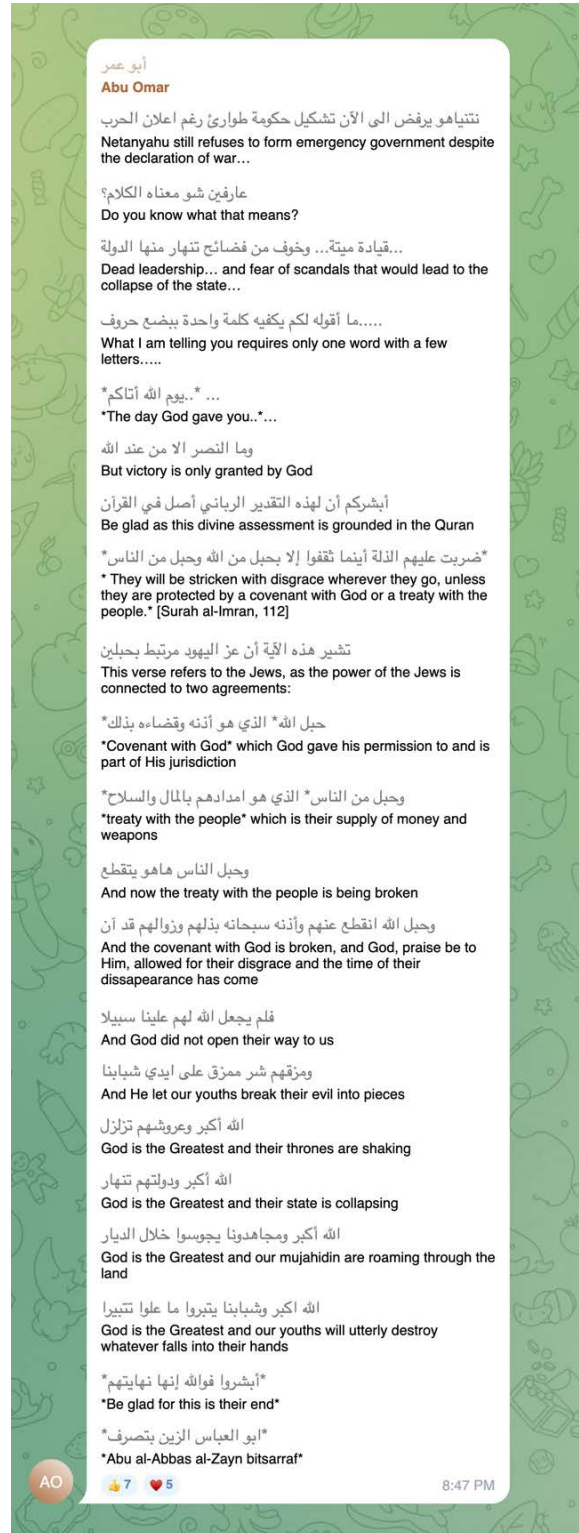 أبو عمر
Abu Omar
نتنياهو يرفض الى الآن تشكيل حكومة طوارئ رغم اعلان الحرب
Netanyahu still refuses to form emergency government despite
the declaration of war…
عارفين شو معناه الكلام؟
Do you know what that means?
...قيادة ميتة... وخوف من فضائح تنهار منها الدولة
Dead leadership… and fear of scandals that would lead to the
collapse of the state…
.....ما أقوله لكم يكفيه كلمة واحدة ببضع حروف
What I am telling you requires only one word with a few
letters…..
*يوم الله أتاكم..* ...
*The day God gave you..*…
وما النصر الا من عند الله
But victory is only granted by God
أبشركم أن لهذه التقدير الرباني أصل في القرآن
Be glad as this divine assessment is grounded in the Quran
*ضربت عليهم الذلة أينما ثقفوا إلا بحبل من الله وحبل من الناس*
* They will be stricken with disgrace wherever they go, unless
they are protected by a covenant with God or a treaty with the
people.* [Surah al-Imran, 112]
تشير هذه الآية أن عز اليهود مرتبط بحبلين
This verse refers to the Jews, as the power of the Jews is
connected to two agreements:
*حبل الله* الذي هو أذنه وقضاءه بذلك
*Covenant with God* which God gave his permission to and is
part of His jurisdiction
*وحبل من الناس* الذي هو امدادهم بالمال والسلاح
*treaty with the people* which is their supply of money and
weapons
وحبل الناس هاهو يتقطع
And now the treaty with the people is being broken
وحبل الله انقطع عنهم وأذنه سبحانه بذلهم وزوالهم قد آن
And the covenant with God is broken, and God, praise be to
Him, allowed for their disgrace and the time of their
dissapearance has come
فلم يجعل الله لهم علينا سبيلا
And God did not open their way to us
ومزقهم شر ممزق على ايدي شبابنا
And He let our youths break their evil into pieces
الله أكبر وعروشهم تزلزل
God is the Greatest and their thrones are shaking
الله أكبر ودولتهم تنهار
God is the Greatest and their state is collapsing
الله أكبر ومجاهدونا يجوسوا خلال الديار
God is the Greatest and our mujahidin are roaming through the
land
الله اكبر وشبابنا يتبروا ما علوا تتبيرا
God is the Greatest and our youths will utterly destroy
whatever falls into their hands
*أبشروا فوالله إنها نهايتهم*
*Be glad for this is their end*
*ابو العباس الزين بتصرف*
*Abu al-Abbas al-Zayn bitsarraf*
AO
7
5
8:47 PM